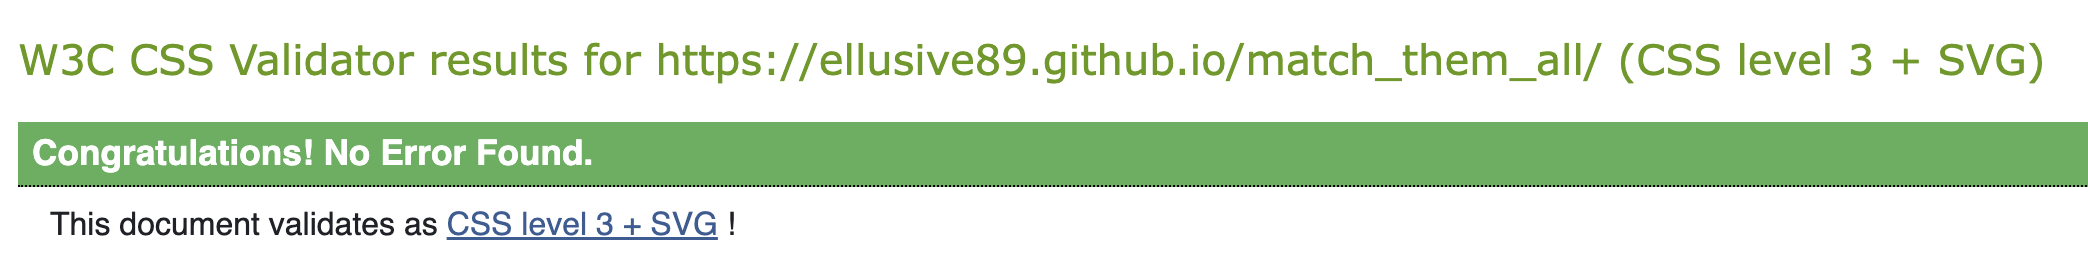 W3C CSS Validator results for https://ellusive89.github.io/match_them_all/ (CSS level 3 + SVG)
Congratulations! No Error Found.
This document validates as CSS level 3 + SVG !